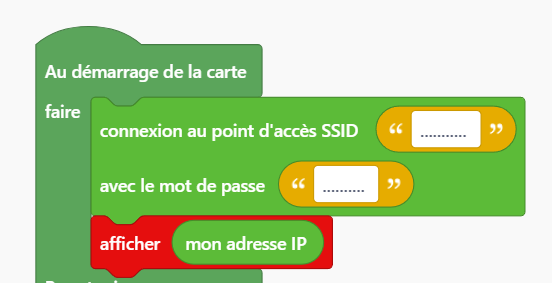 Au démarrage de la carte
faire
connexion au point d'accès SSID “ ........... ”
avec le mot de passe “ .......... ”
afficher mon adresse IP